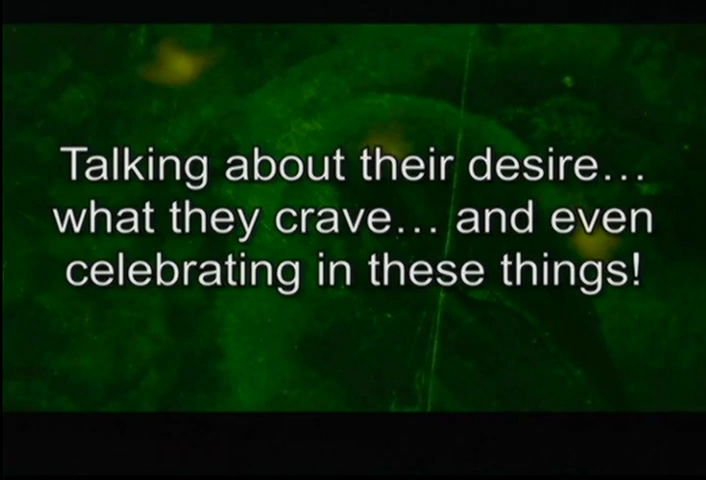 Talking about their desire…
what they crave… and even
celebrating in these things!